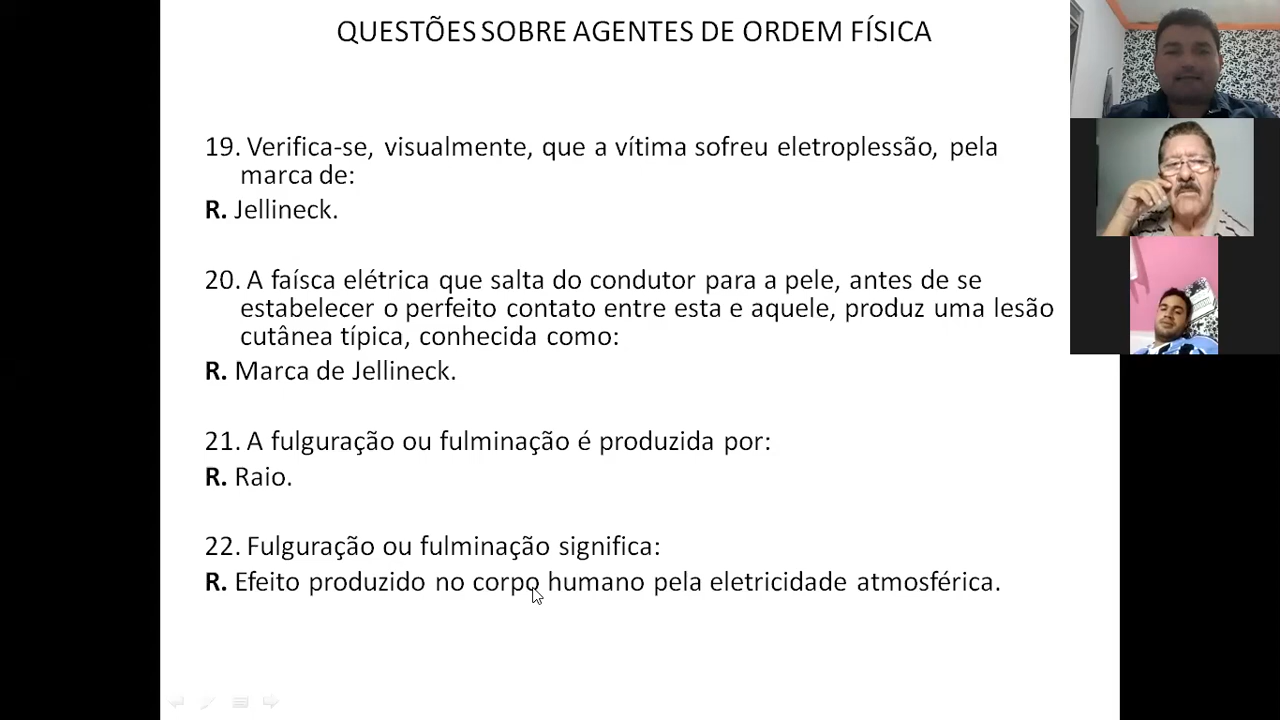 QUESTÕES SOBRE AGENTES DE ORDEM FÍSICA
19. Verifica-se, visualmente, que a vítima sofreu eletroplessão, pela
marca de:
R. Jellineck.
20. A faísca elétrica que salta do condutor para a pele, antes de se
estabelecer o perfeito contato entre esta e aquele, produz uma lesão
cutânea típica, conhecida como:
R. Marca de Jellineck.
21. A fulguração ou fulminação é produzida por:
R. Raio.
22. Fulguração ou fulminação significa:
R. Efeito produzido no corpo humano pela eletricidade atmosférica.